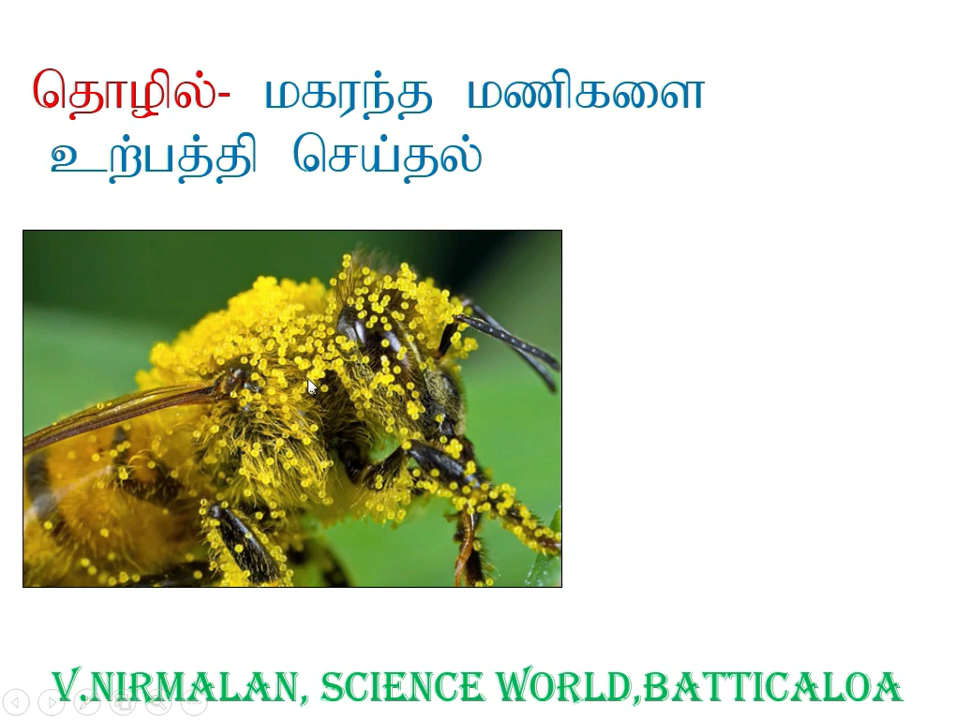 தொழில்- மகரந்த மணிகளை
உற்பத்தி செய்தல்
V.NIRMALAN, SCIENCE WORLD,BATTICALOA